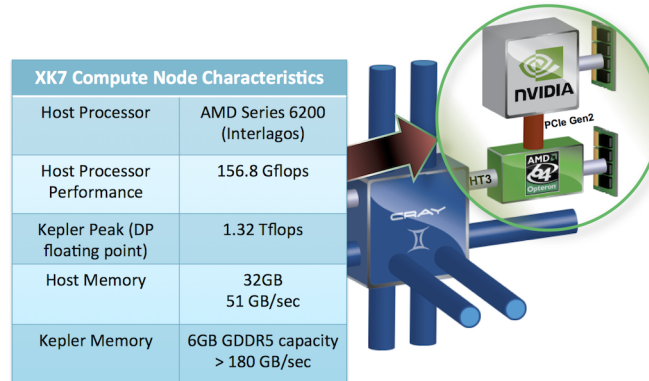 XK7 Compute Node Characteristics
Host Processor
AMD Series 6200
(Interlagos)
Host Processor
Performance
156.8 Gflops
Kepler Peak (DP
floating point)
1.32 Tflops
Host Memory
32GB
51 GB/sec
Kepler Memory
6GB GDDR5 capacity
> 180 GB/sec
NVIDIA
PCIe Gen2
HT3
AMD
64
Opteron
CRAY